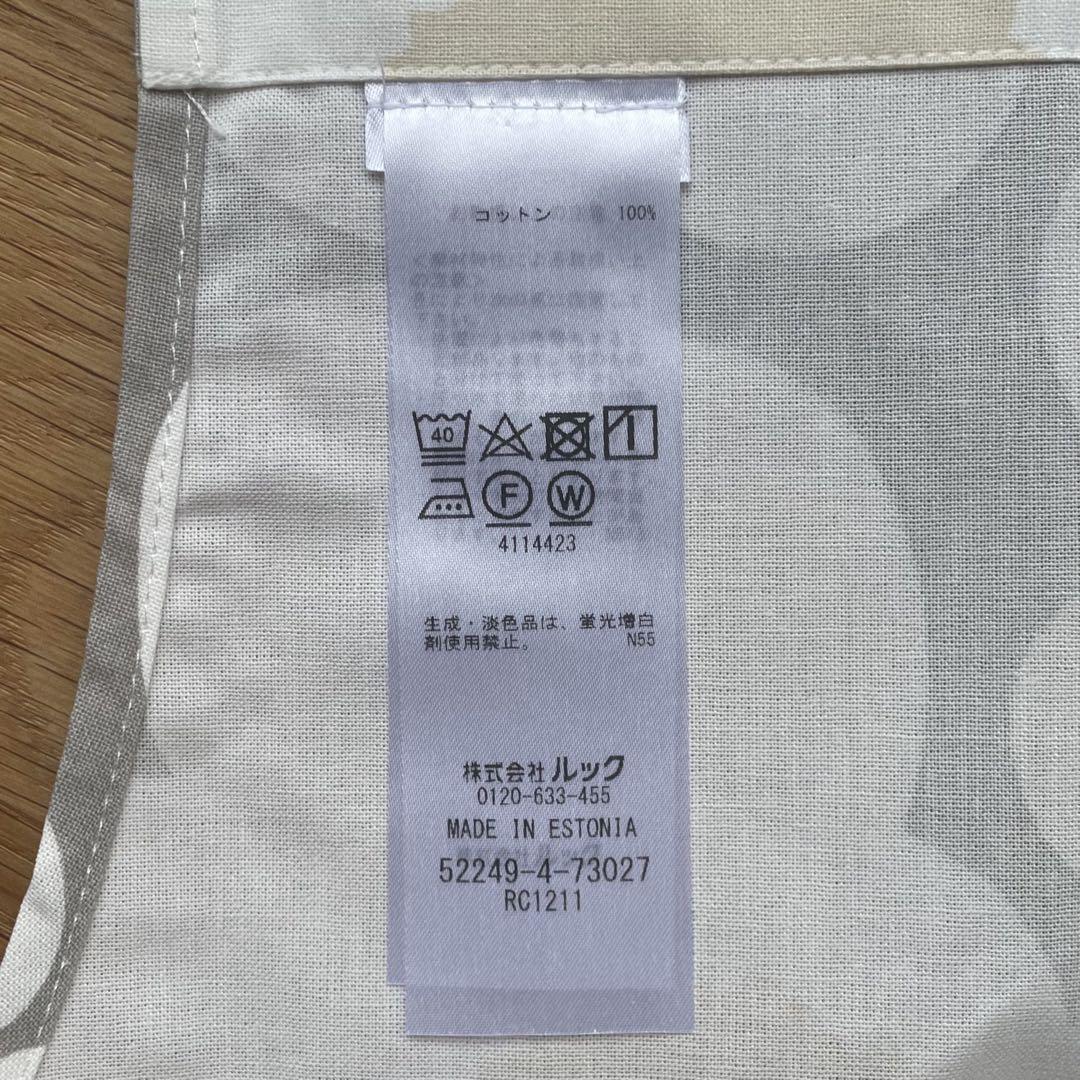 コットン 100%
40
F W
4114423
生成・淡色品は、蛍光増白
剤使用禁止。 N55
株式会社 ルック
0120-633-455
MADE IN ESTONIA
52249-4-73027
RC1211